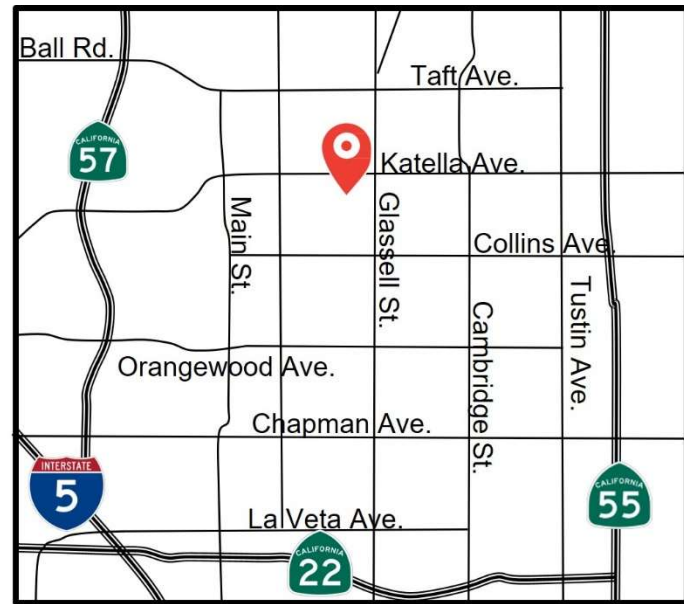 Ball Rd.
Taft Ave.
CALIFORNIA
57
Katella Ave.
Main St.
Glassell St.
Collins Ave.
Tustin Ave.
Cambridge St.
Orangewood Ave.
Chapman Ave.
INTERSTATE
5
CALIFORNIA
55
La Veta Ave.
CALIFORNIA
22